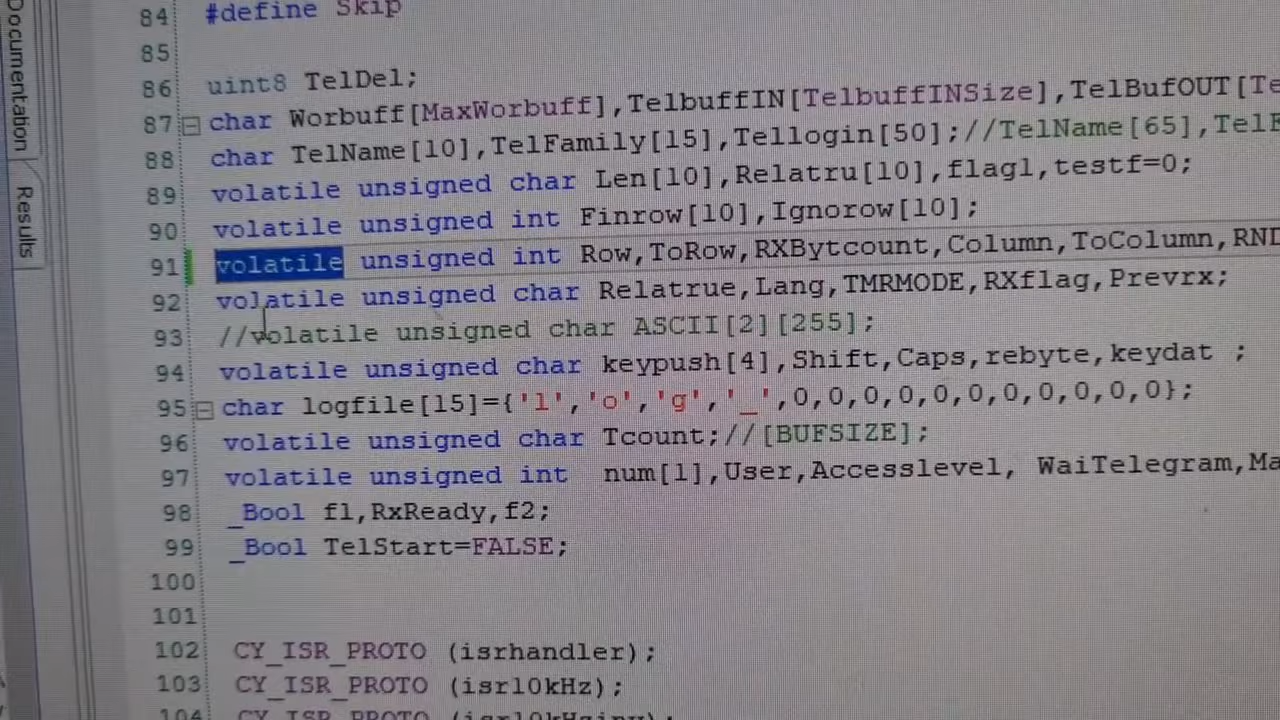 Documentation
Results
84 #define Skip
85
86 uint8 TelDel;
87 char Worbuff[MaxWorbuff],TelbuffIN[TelbuffINSize],TelBufOUT[Te
88 char TelName[10],TelFamily[15],Tellogin[50];//TelName[65],Tel
89 volatile unsigned char Len[10],Relatru[10],flag1,testf=0;
90 volatile unsigned int Finrow[10],Ignorow[10];
91 volatile unsigned int Row,ToRow,RXBytcount,Column,ToColumn,RND
92 volatile unsigned char Relatrue,Lang,TMRMODE,RXflag,Prevrx;
93 //volatile unsigned char ASCII[2][255];
94 volatile unsigned char keypush[4],Shift,Caps,rebyte,keydat ;
95 char logfile[15]={'l','o','g','_',0,0,0,0,0,0,0,0,0,0,0};
96 volatile unsigned char Tcount;//[BUFSIZE];
97 volatile unsigned int  num[1],User,Accesslevel, WaiTelegram,Ma
98 _Bool f1,RxReady,f2;
99 _Bool TelStart=FALSE;
100
101
102 CY_ISR_PROTO (isrhandler);
103 CY_ISR_PROTO (isr10kHz);
104 CY_ISR_PROTO